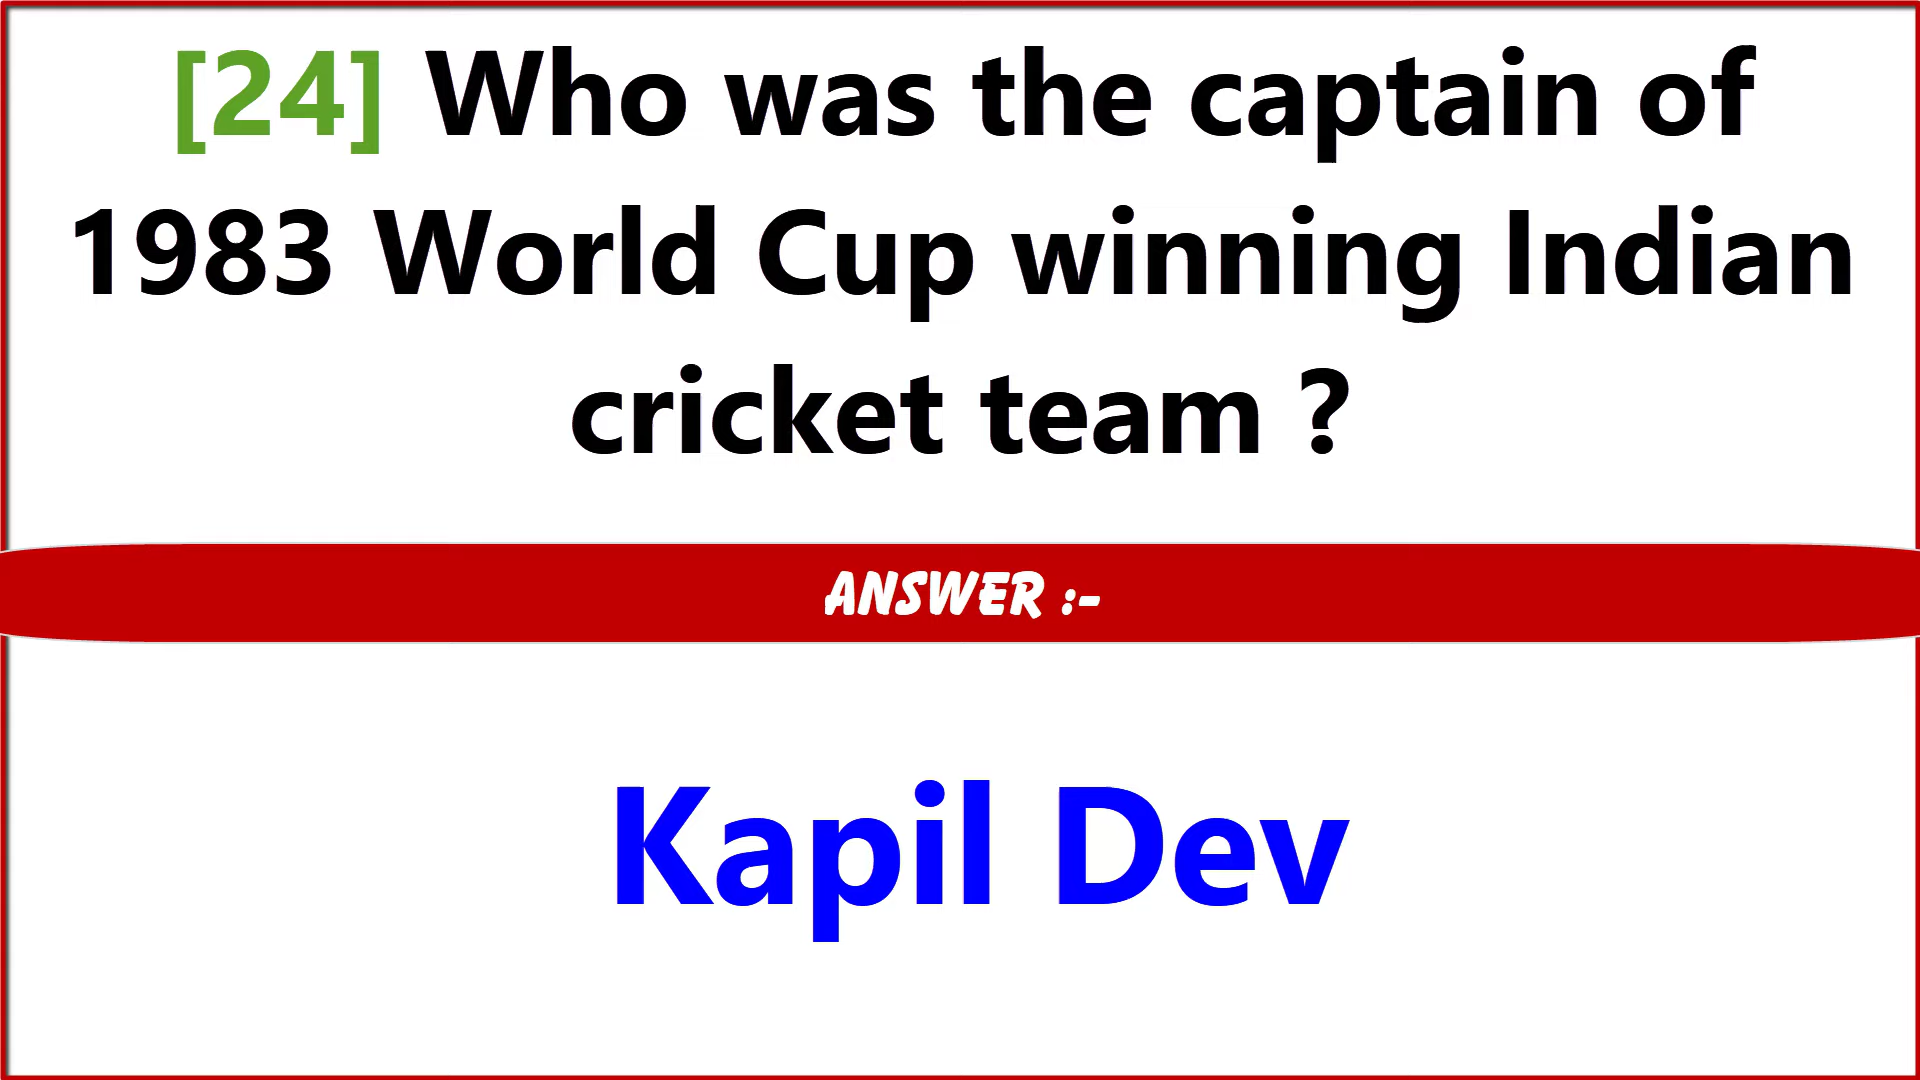 [24] Who was the captain of
1983 World Cup winning Indian
cricket team ?
ANSWER :-
Kapil Dev